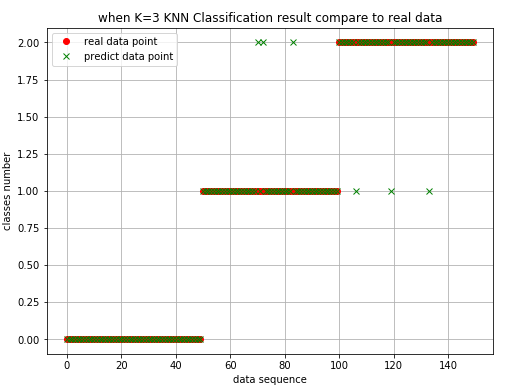 when K=3 KNN Classification result compare to real data
real data point
predict data point
2.00
1.75
1.50
1.25
1.00
0.75
0.50
0.25
0.00
classes number
0 20 40 60 80 100 120 140
data sequence